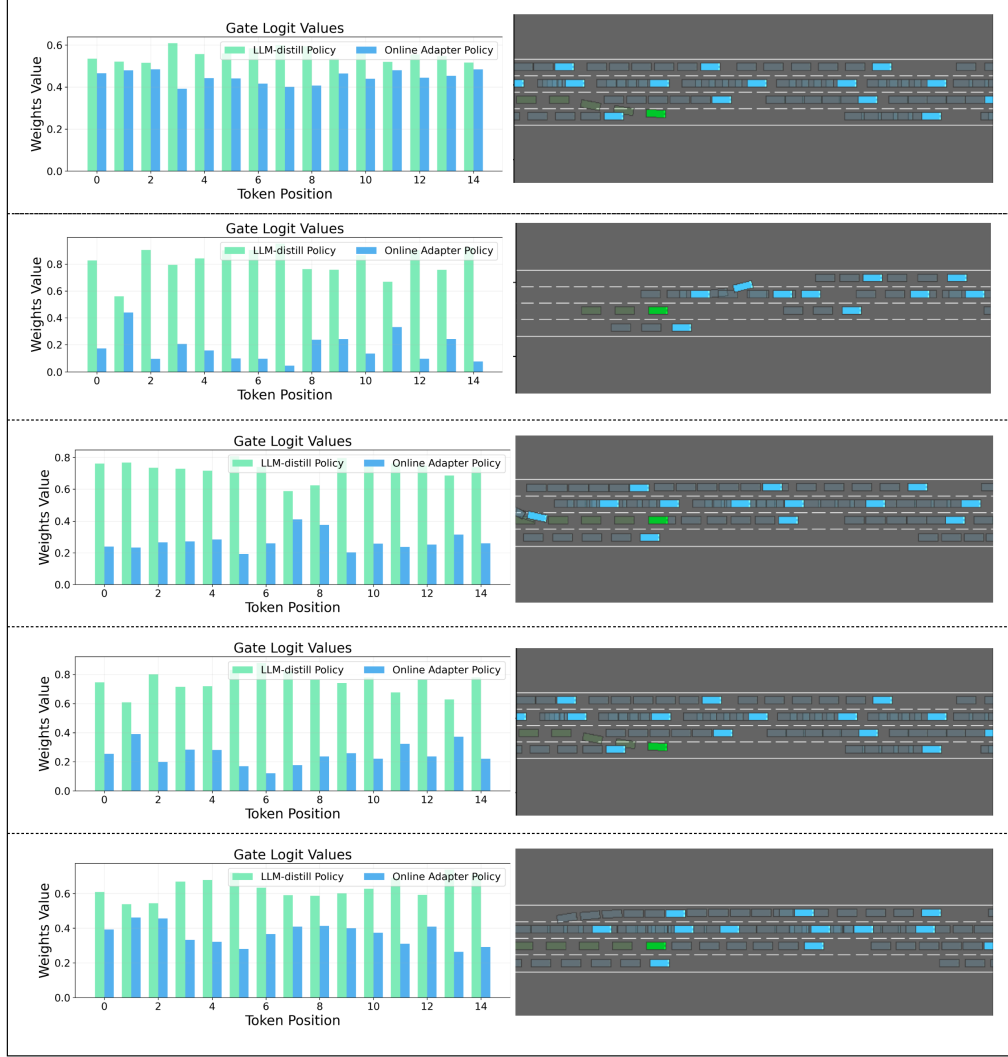 Gate Logit Values
LLM-distill Policy Online Adapter Policy
Weights Value
0.6
0.4
0.2
0.0
0 2 4 6 8 10 12 14
Token Position
Gate Logit Values
LLM-distill Policy Online Adapter Policy
Weights Value
0.8
0.6
0.4
0.2
0.0
0 2 4 6 8 10 12 14
Token Position
Gate Logit Values
LLM-distill Policy Online Adapter Policy
Weights Value
0.8
0.6
0.4
0.2
0.0
0 2 4 6 8 10 12 14
Token Position
Gate Logit Values
LLM-distill Policy Online Adapter Policy
Weights Value
0.8
0.6
0.4
0.2
0.0
0 2 4 6 8 10 12 14
Token Position
Gate Logit Values
LLM-distill Policy Online Adapter Policy
Weights Value
0.6
0.4
0.2
0.0
0 2 4 6 8 10 12 14
Token Position